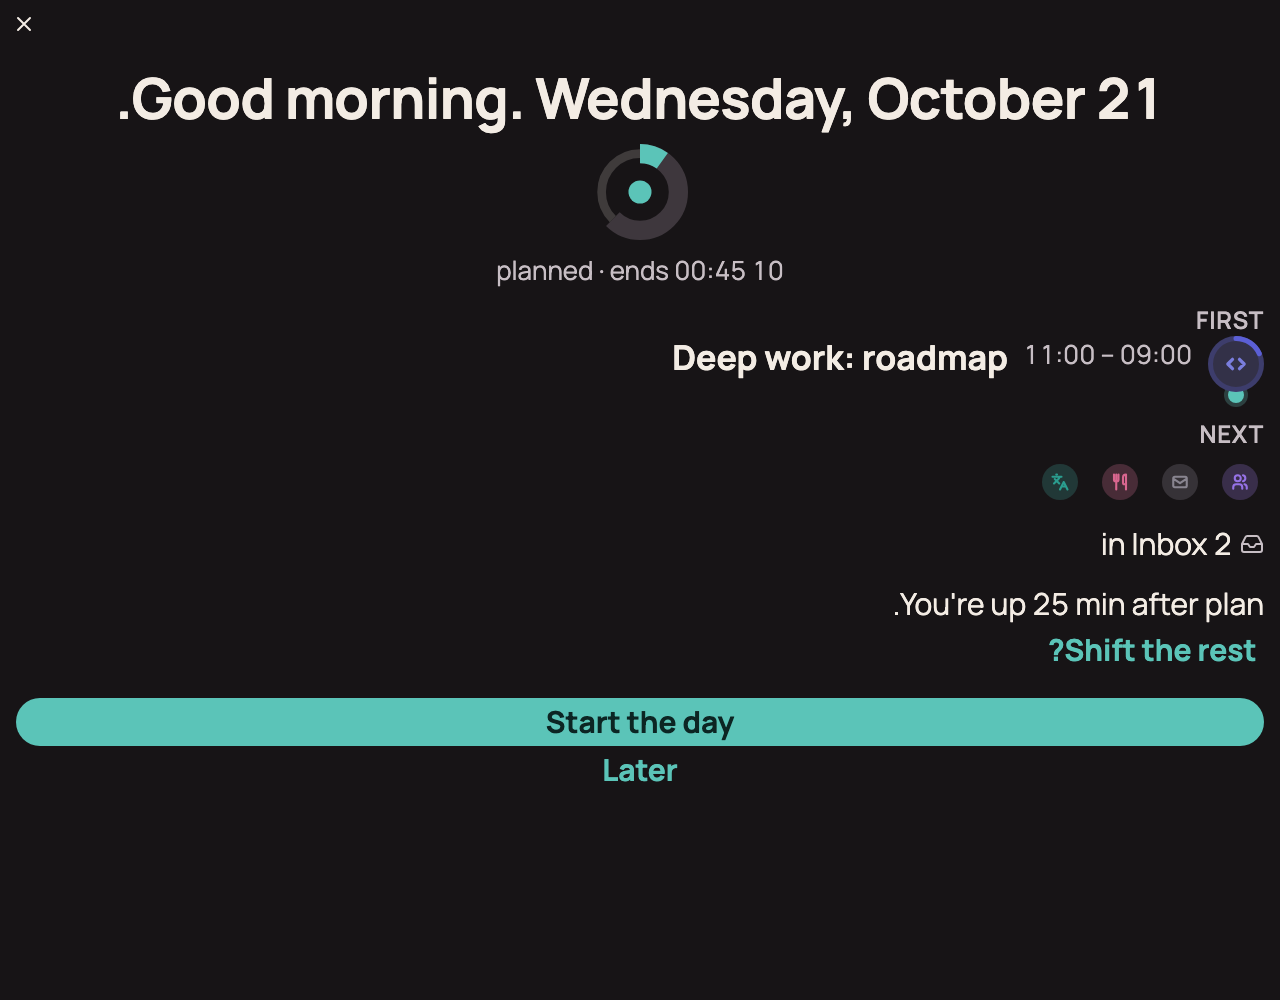 .Good morning. Wednesday, October 21
planned · ends 00:45 10
FIRST
Deep work: roadmap 11:00 – 09:00
NEXT
in Inbox 2
.You're up 25 min after plan
?Shift the rest
Start the day
Later